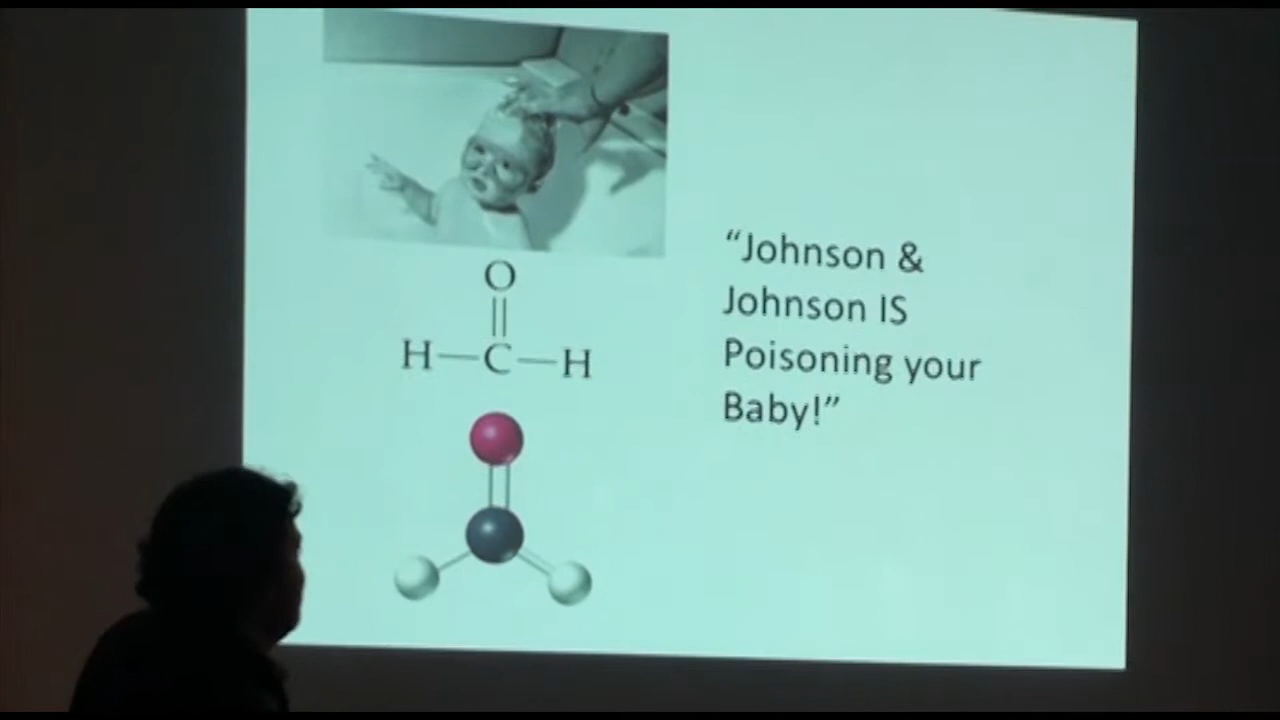 O
H—C—H
“Johnson &
Johnson IS
Poisoning your
Baby!”